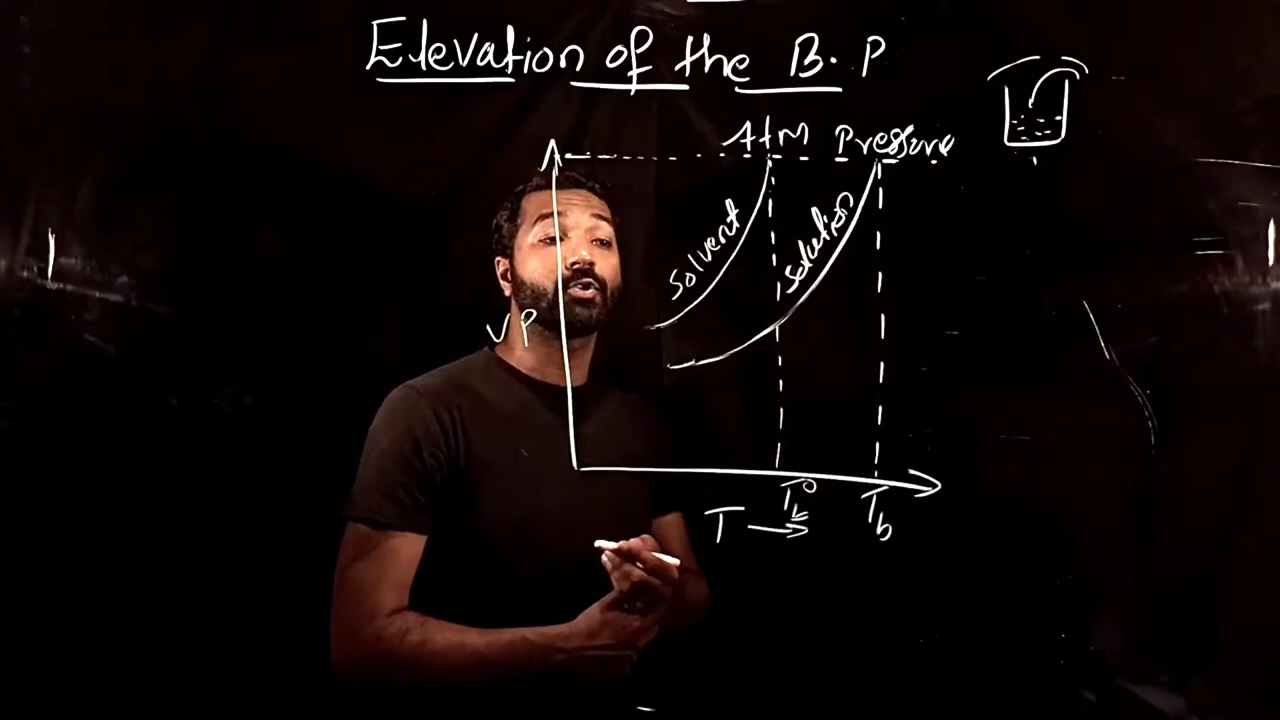 Elevation of the B.P
Atm Pressure
Solvent
solution
VP
T → T°b
Tb